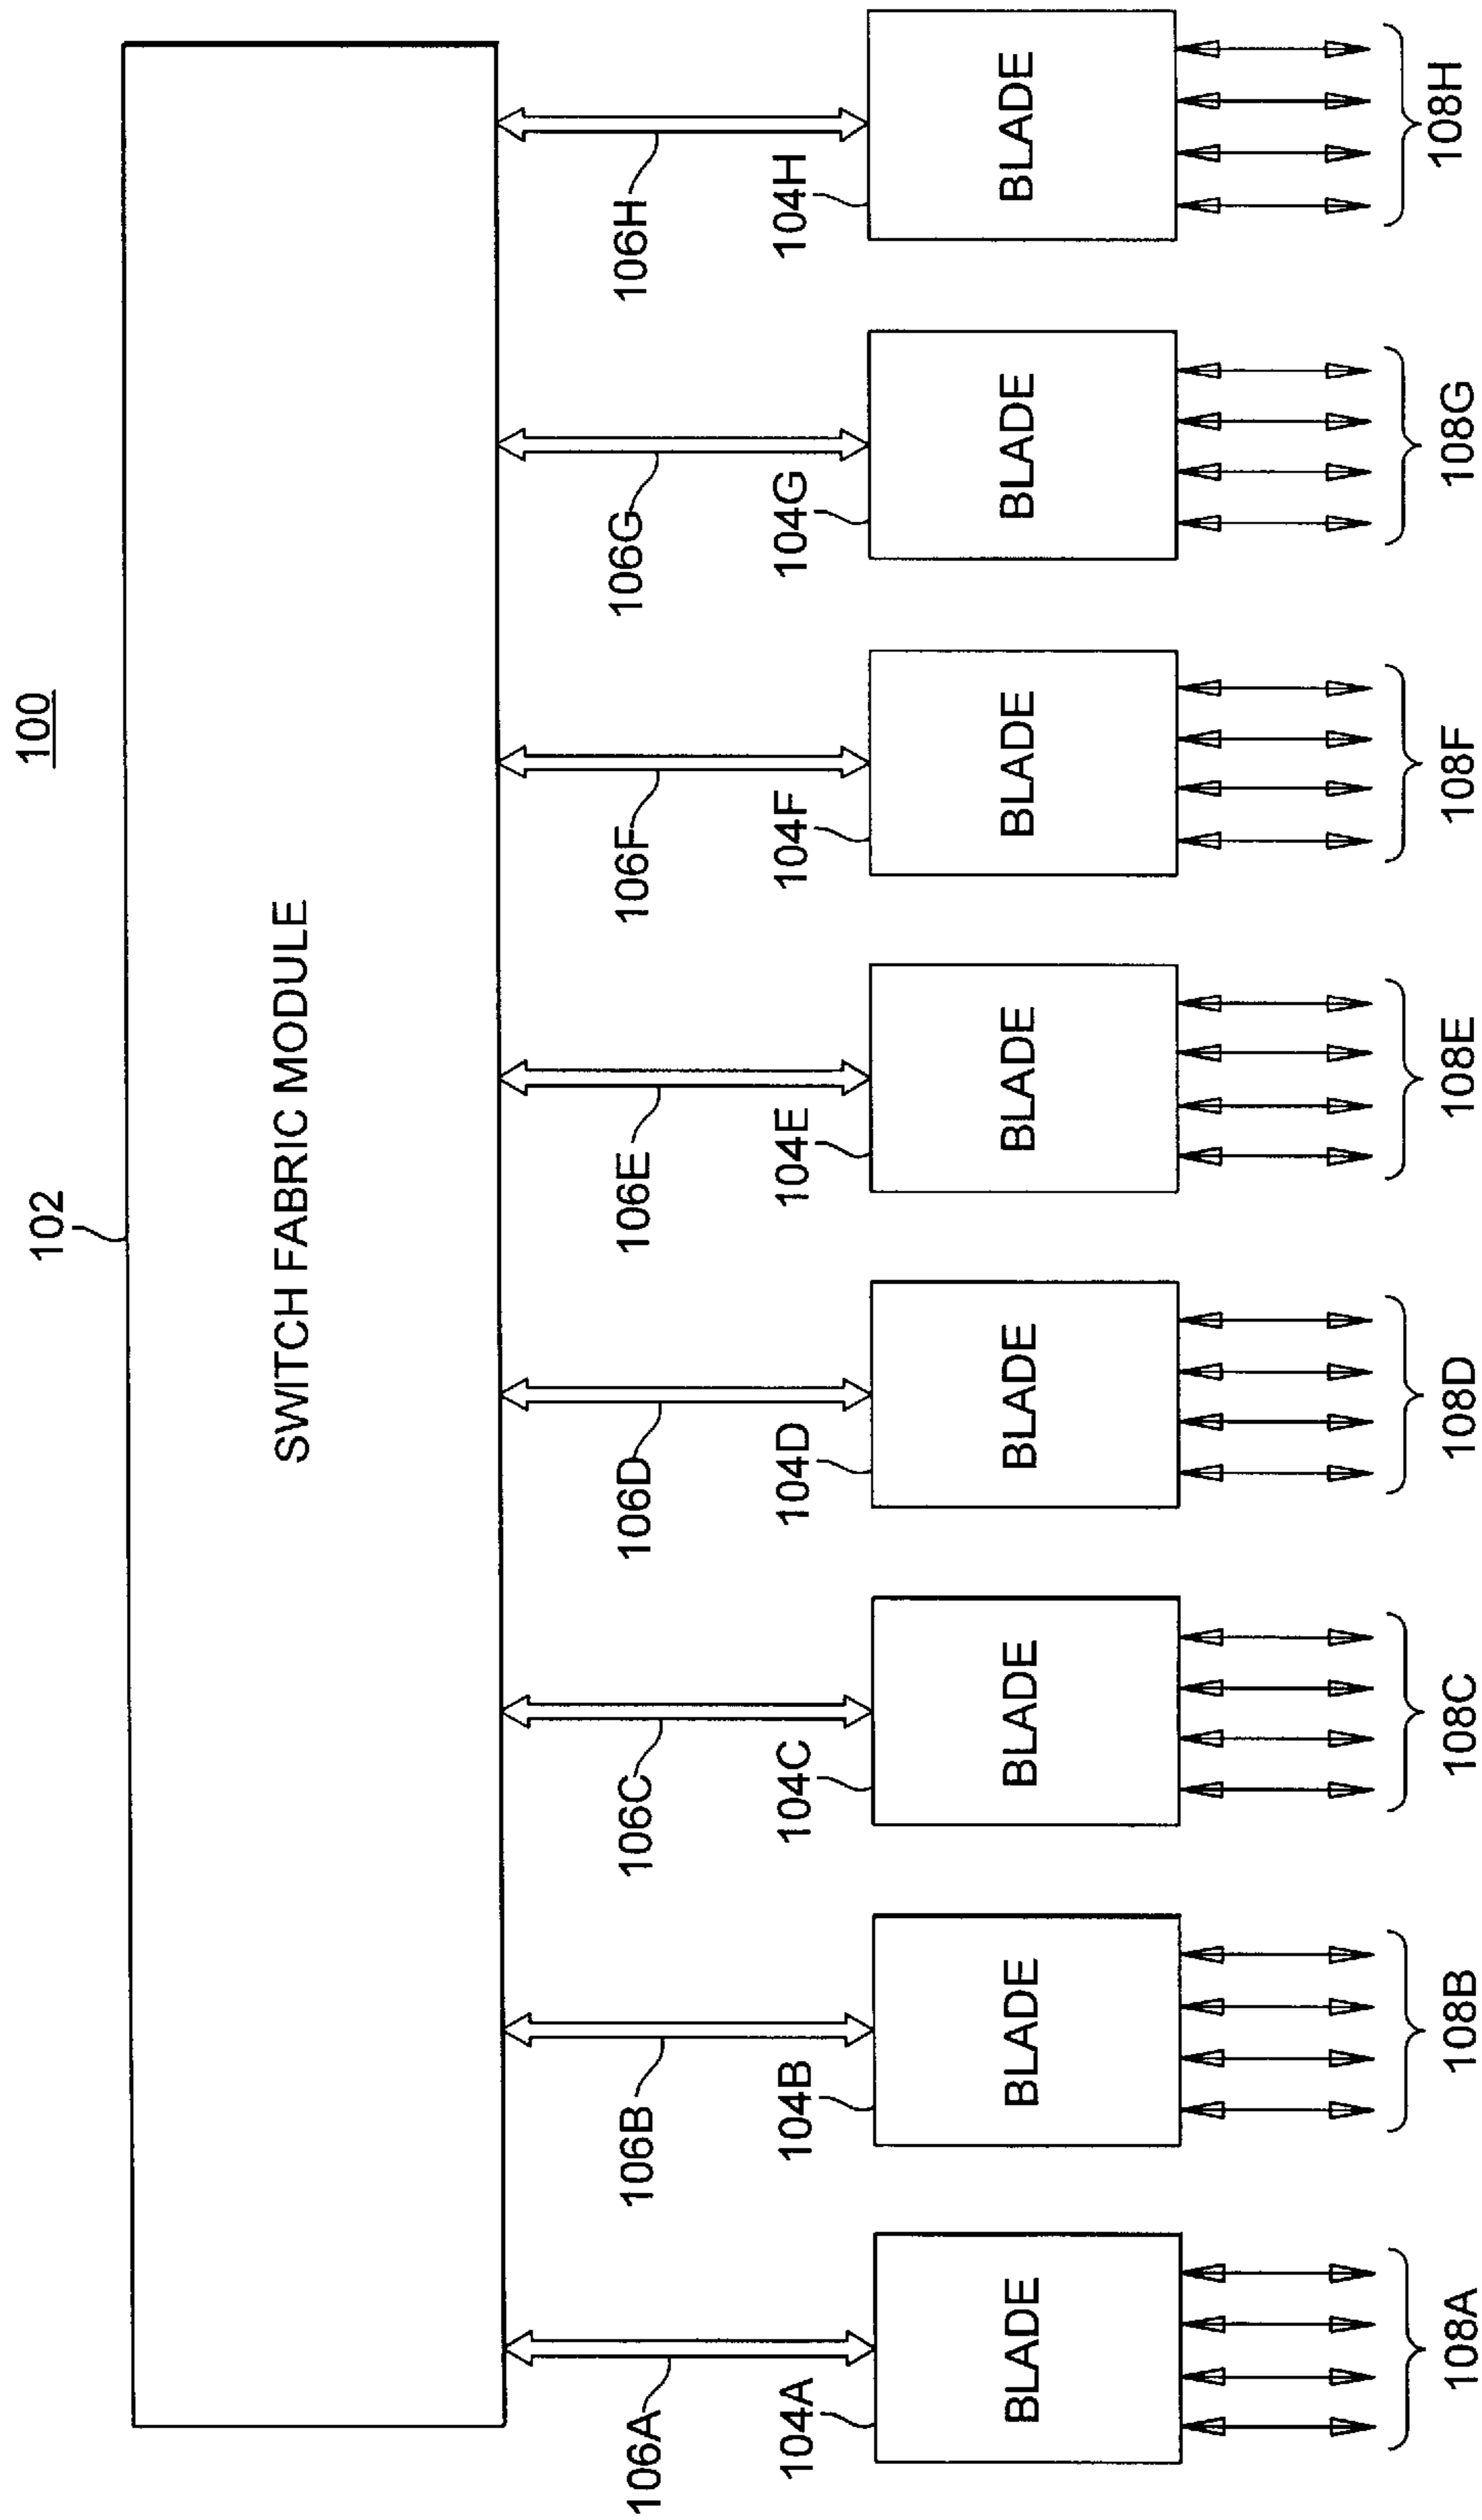 100
102
SWITCH FABRIC MODULE
106A
106B
106C
106D
106E
106F
106G
106H
104A
104B
104C
104D
104E
104F
104G
104H
BLADE
BLADE
BLADE
BLADE
BLADE
BLADE
BLADE
BLADE
108A
108B
108C
108D
108E
108F
108G
108H